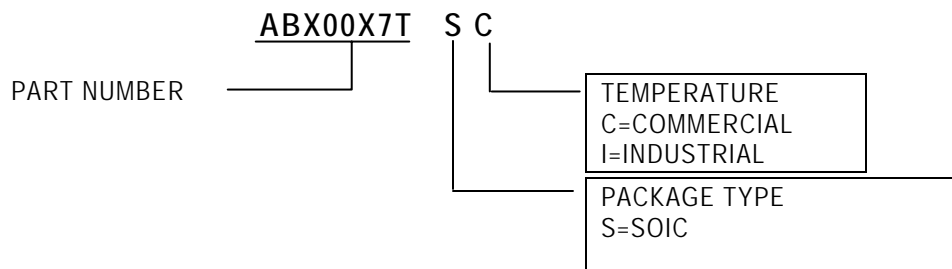 ABX00X7T S C
PART NUMBER
TEMPERATURE
C=COMMERCIAL
I=INDUSTRIAL
PACKAGE TYPE
S=SOIC